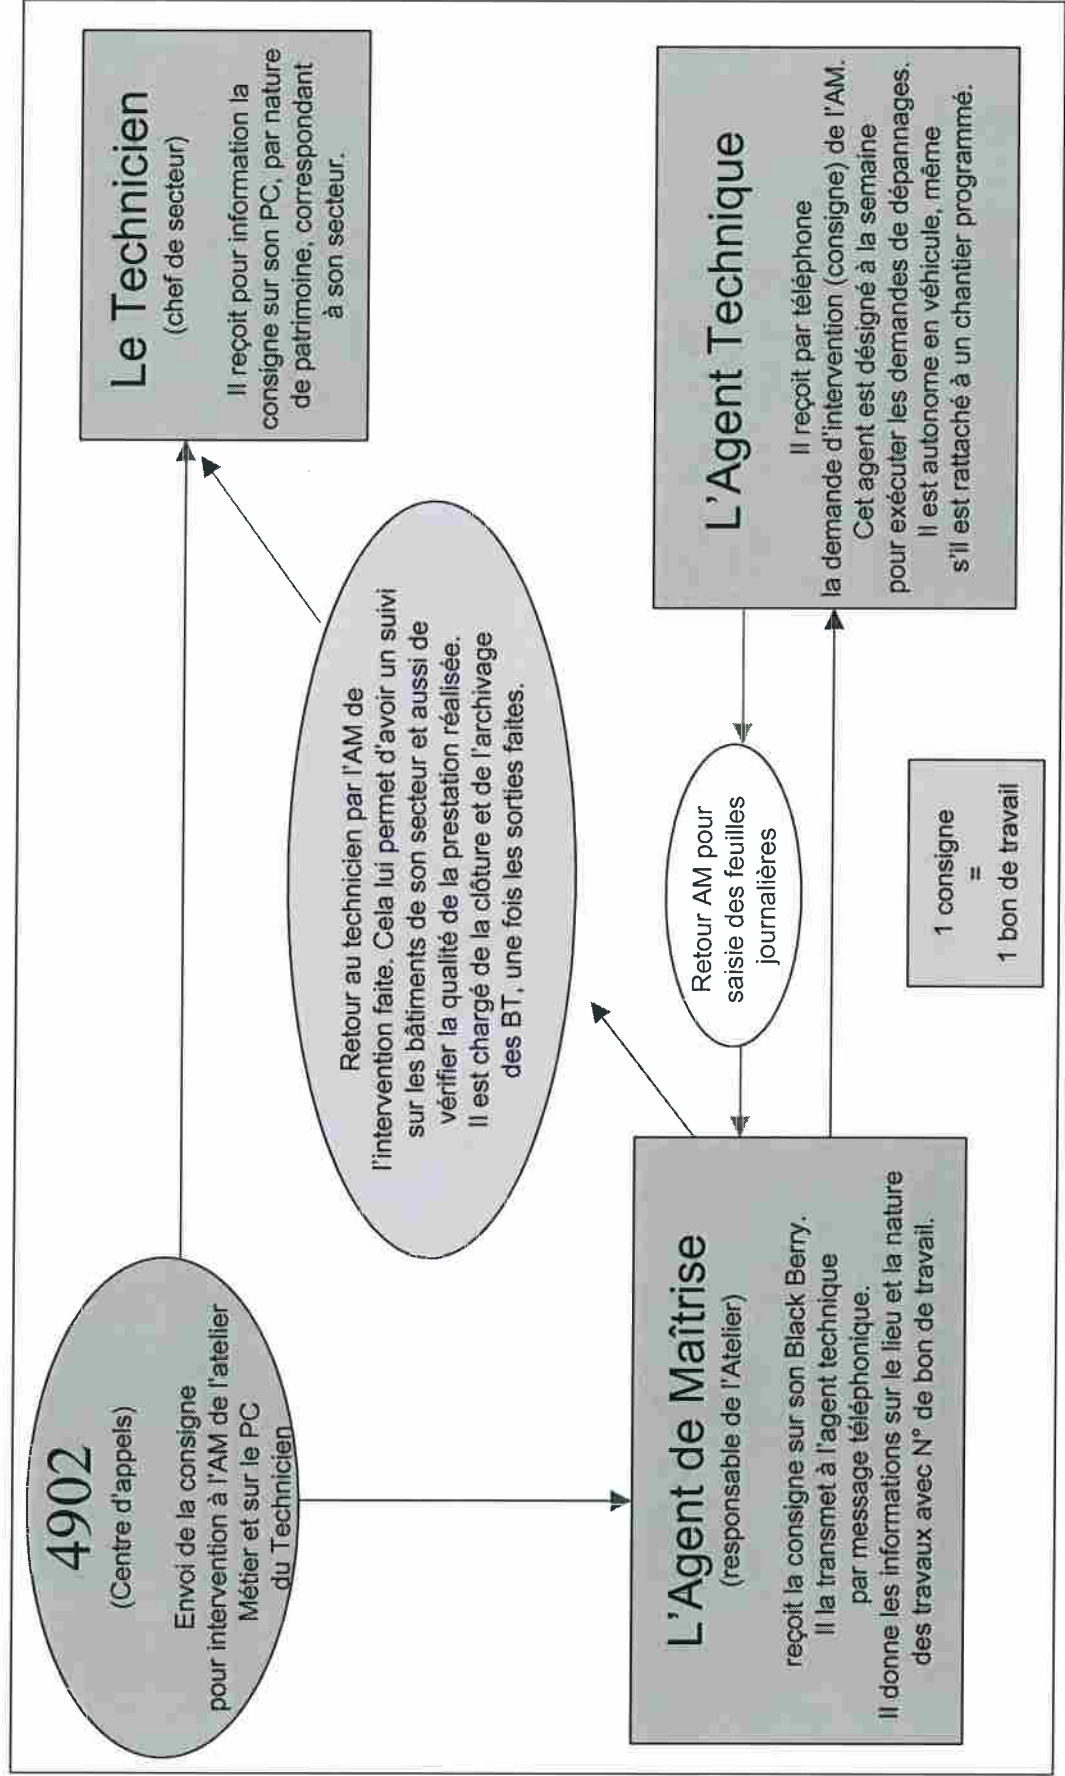 4902
(Centre d'appels)
Envoi de la consigne
pour intervention à l'AM de l'atelier
Métier et sur le PC
du Technicien
Le Technicien
(chef de secteur)
Il reçoit pour information la
consigne sur son PC, par nature
de patrimoine, correspondant
à son secteur.
Retour au technicien par l'AM de
l'intervention faite. Cela lui permet d'avoir un suivi
sur les bâtiments de son secteur et aussi de
vérifier la qualité de la prestation réalisée.
Il est chargé de la clôture et de l'archivage
des BT, une fois les sorties faites.
L'Agent de Maîtrise
(responsable de l'Atelier)
reçoit la consigne sur son Black Berry.
Il la transmet à l'agent technique
par message téléphonique.
Il donne les informations sur le lieu et la nature
des travaux avec N° de bon de travail.
Retour AM pour
saisie des feuilles
journalières
L'Agent Technique
Il reçoit par téléphone
la demande d'intervention (consigne) de l'AM.
Cet agent est désigné à la semaine
pour exécuter les demandes de dépannages.
Il est autonome en véhicule, même
s'il est rattaché à un chantier programmé.
1 consigne
=
1 bon de travail